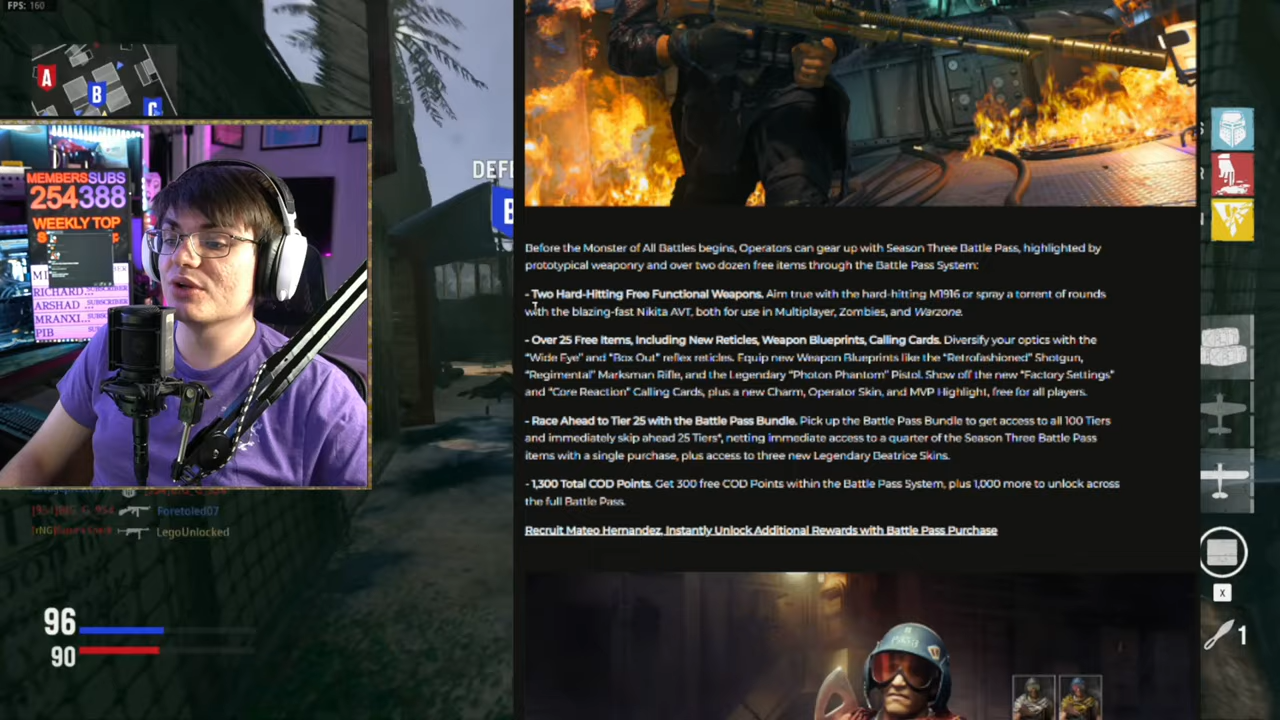 FPS: 160
A
B
C
DEFE
B
MEMBERS SUBS
254 388
WEEKLY TOP
RICHARD SUBSCRIBER
ARSHAD SUBSCRIBER
MRANXI... SUBSCRIBER
PIB
Foretoled07
LegoUnlocked
96
90
X
1
Before the Monster of All Battles begins, Operators can gear up with Season Three Battle Pass, highlighted by
prototypical weaponry and over two dozen free items through the Battle Pass System:
- Two Hard-Hitting Free Functional Weapons. Aim true with the hard-hitting M1916 or spray a torrent of rounds
with the blazing-fast Nikita AVT, both for use in Multiplayer, Zombies, and Warzone.
- Over 25 Free Items, Including New Reticles, Weapon Blueprints, Calling Cards. Diversify your optics with the
"Wide Eye" and "Box Out" reflex reticles. Equip new Weapon Blueprints like the "Retrofashioned" Shotgun,
"Regimental" Marksman Rifle, and the Legendary "Photon Phantom" Pistol. Show off the new "Factory Settings"
and "Core Reaction" Calling Cards, plus a new Charm, Operator Skin, and MVP Highlight, free for all players.
- Race Ahead to Tier 25 with the Battle Pass Bundle. Pick up the Battle Pass Bundle to get access to all 100 Tiers
and immediately skip ahead 25 Tiers*, netting immediate access to a quarter of the Season Three Battle Pass
items with a single purchase, plus access to three new Legendary Beatrice Skins.
- 1,300 Total COD Points. Get 300 free COD Points within the Battle Pass System, plus 1,000 more to unlock across
the full Battle Pass.
Recruit Mateo Hernandez, Instantly Unlock Additional Rewards with Battle Pass Purchase